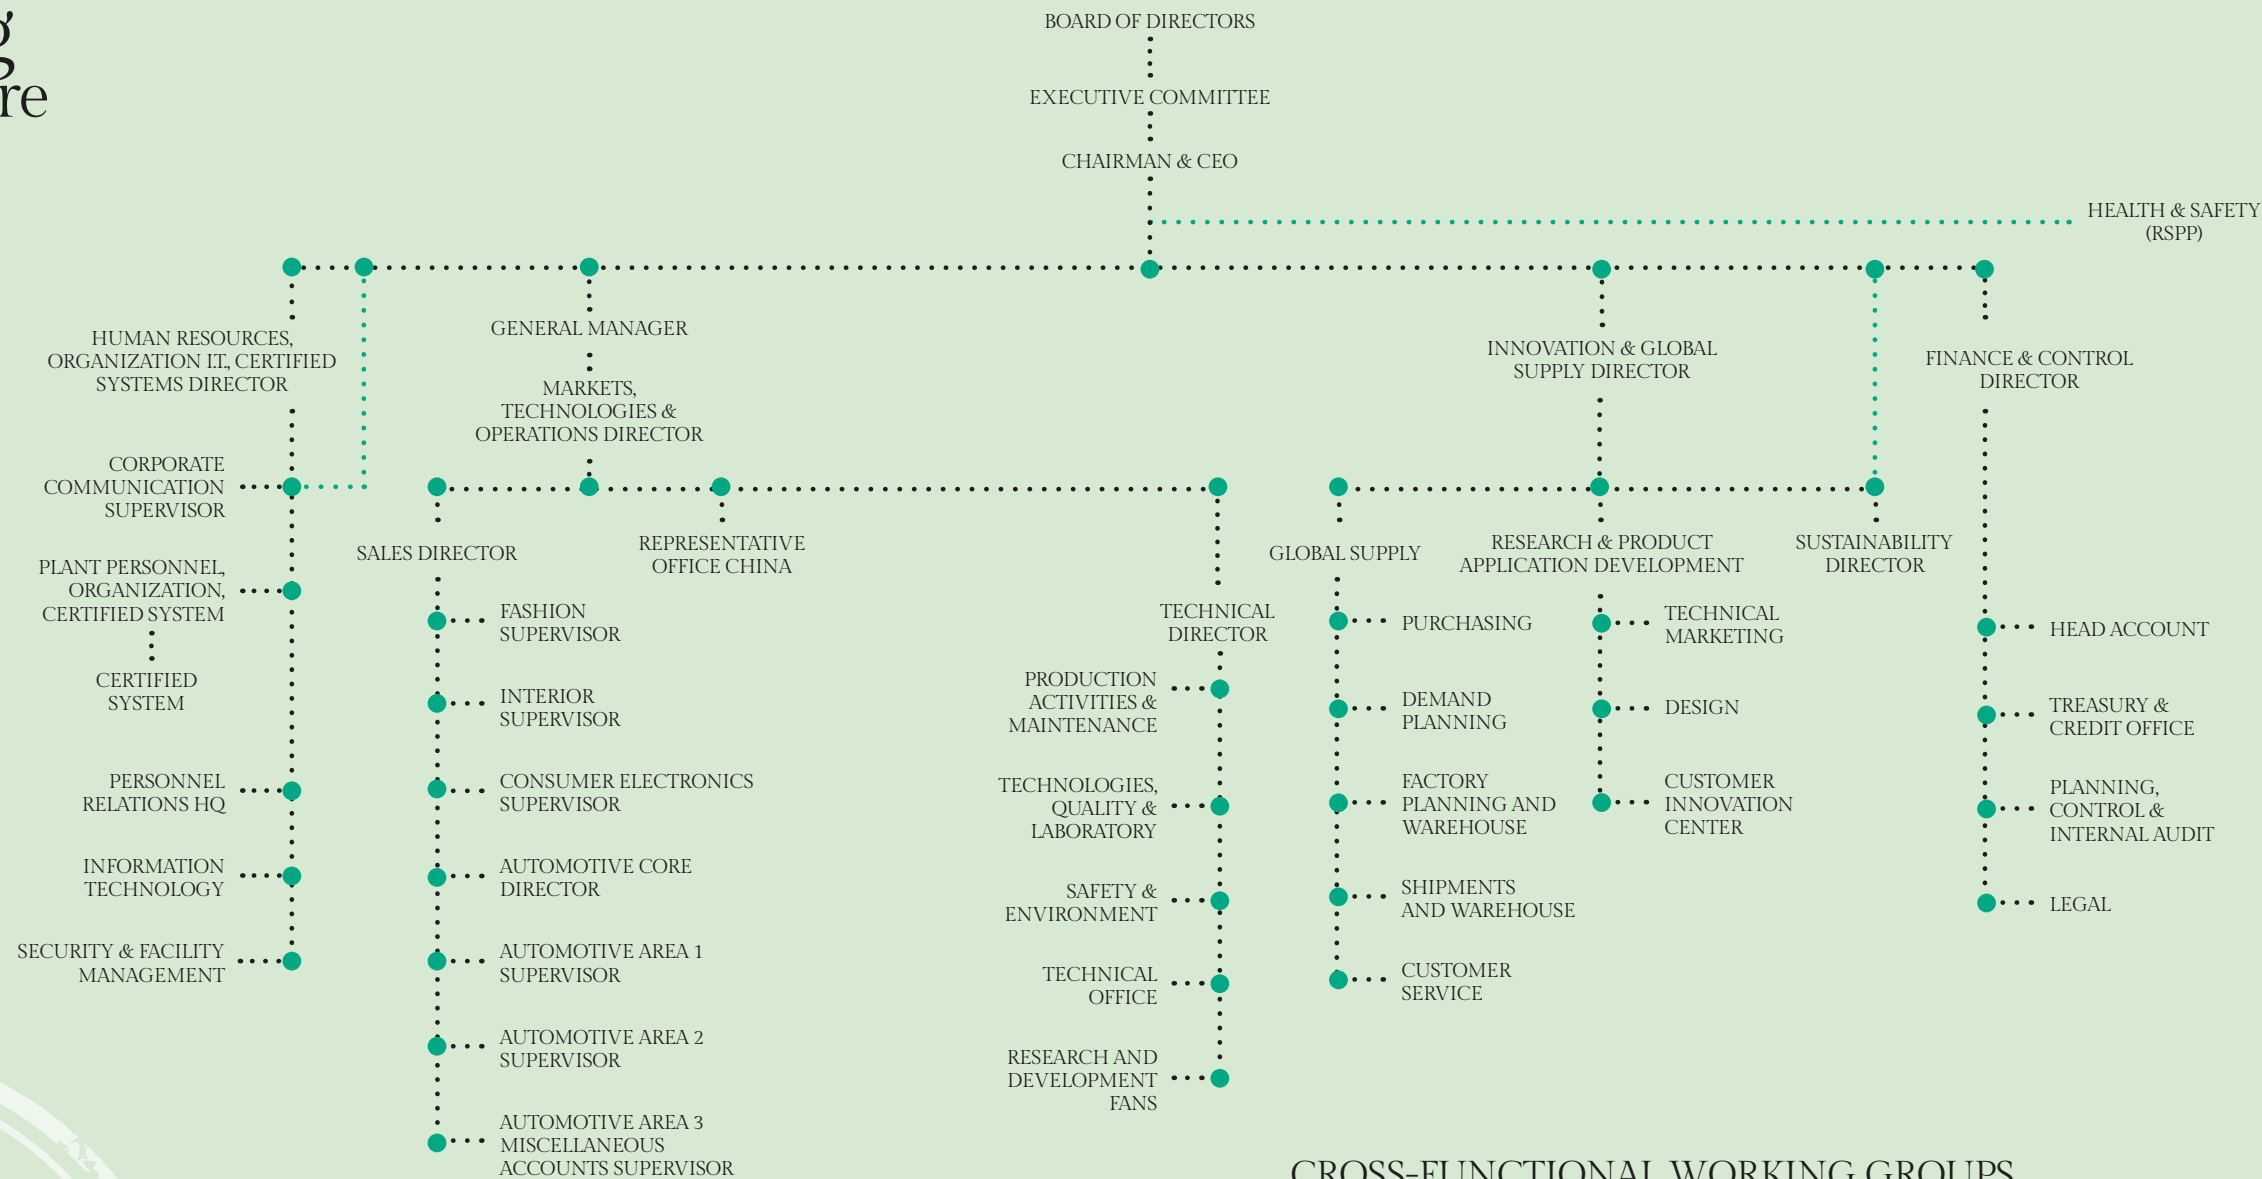 g
re
BOARD OF DIRECTORS
EXECUTIVE COMMITTEE
CHAIRMAN & CEO
HEALTH & SAFETY
(RSPP)
HUMAN RESOURCES,
ORGANIZATION I.T., CERTIFIED
SYSTEMS DIRECTOR
GENERAL MANAGER
MARKETS,
TECHNOLOGIES &
OPERATIONS DIRECTOR
INNOVATION & GLOBAL
SUPPLY DIRECTOR
FINANCE & CONTROL
DIRECTOR
CORPORATE
COMMUNICATION
SUPERVISOR
PLANT PERSONNEL,
ORGANIZATION,
CERTIFIED SYSTEM
CERTIFIED
SYSTEM
PERSONNEL
RELATIONS HQ
INFORMATION
TECHNOLOGY
SECURITY & FACILITY
MANAGEMENT
SALES DIRECTOR
FASHION
SUPERVISOR
INTERIOR
SUPERVISOR
CONSUMER ELECTRONICS
SUPERVISOR
AUTOMOTIVE CORE
DIRECTOR
AUTOMOTIVE AREA 1
SUPERVISOR
AUTOMOTIVE AREA 2
SUPERVISOR
AUTOMOTIVE AREA 3
MISCELLANEOUS
ACCOUNTS SUPERVISOR
REPRESENTATIVE
OFFICE CHINA
TECHNICAL
DIRECTOR
PRODUCTION
ACTIVITIES &
MAINTENANCE
TECHNOLOGIES,
QUALITY &
LABORATORY
SAFETY &
ENVIRONMENT
TECHNICAL
OFFICE
RESEARCH AND
DEVELOPMENT
FANS
GLOBAL SUPPLY
PURCHASING
DEMAND
PLANNING
FACTORY
PLANNING AND
WAREHOUSE
SHIPMENTS
AND WAREHOUSE
CUSTOMER
SERVICE
RESEARCH & PRODUCT
APPLICATION DEVELOPMENT
TECHNICAL
MARKETING
DESIGN
CUSTOMER
INNOVATION
CENTER
SUSTAINABILITY
DIRECTOR
HEAD ACCOUNT
TREASURY &
CREDIT OFFICE
PLANNING,
CONTROL &
INTERNAL AUDIT
LEGAL
CROSS-FUNCTIONAL WORKING GROUPS